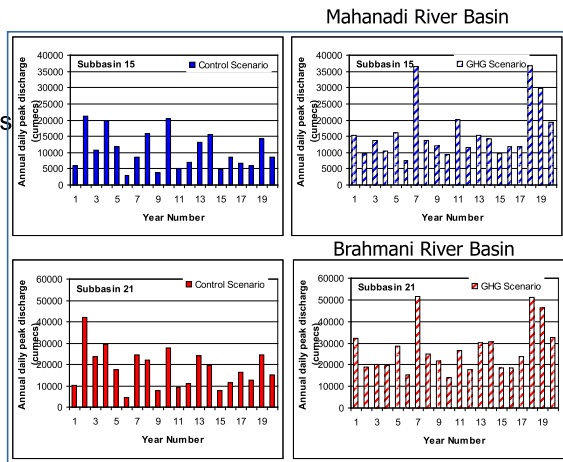 Mahanadi River Basin
s
Subbasin 15
Control Scenario
Annual daily peak discharge
(cumecs)
40000
35000
30000
25000
20000
15000
10000
5000
0
1 3 5 7 9 11 13 15 17 19
Year Number
Subbasin 15
GHG Scenario
Annual daily peak discharge
(cumecs)
40000
35000
30000
25000
20000
15000
10000
5000
0
1 3 5 7 9 11 13 15 17 19
Year Number
Brahmani River Basin
Subbasin 21
Control Scenario
Annual daily peak discharge
(cumecs)
60000
50000
40000
30000
20000
10000
0
1 3 5 7 9 11 13 15 17 19
Year Number
Subbasin 21
GHG Scenario
Annual daily peak discharge
(cumecs)
60000
50000
40000
30000
20000
10000
0
1 3 5 7 9 11 13 15 17 19
Year Number